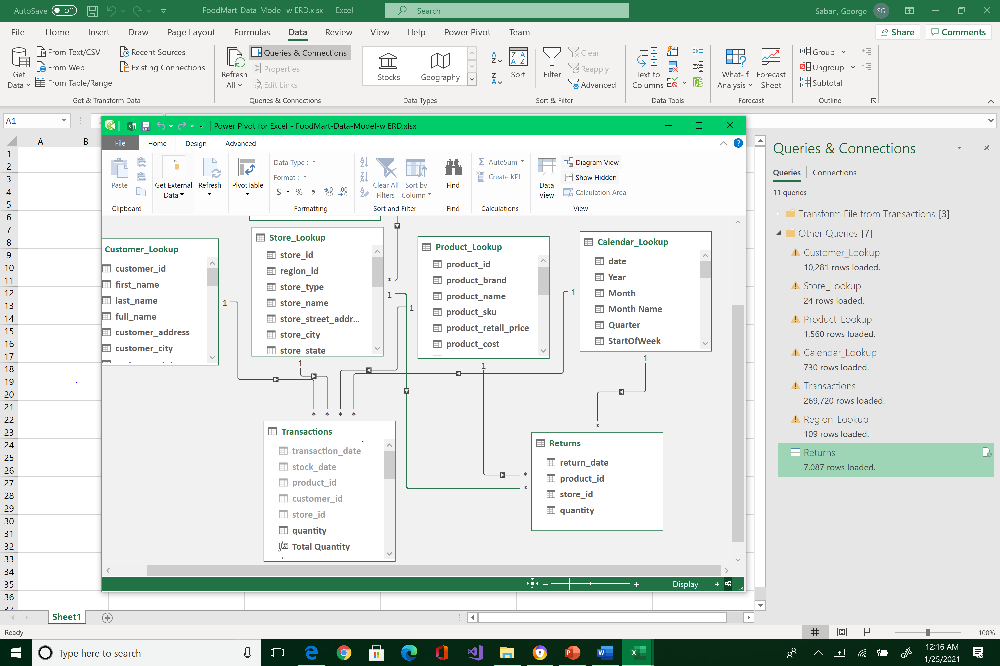 AutoSave Off FoodMart-Data-Model-w ERD.xlsx - Excel Search Saban, George SG
File Home Insert Draw Page Layout Formulas Data Review View Help Power Pivot Team Share Comments
Get Data
From Text/CSV
From Web
From Table/Range
Recent Sources
Existing Connections
Get & Transform Data
Refresh All
Queries & Connections
Properties
Edit Links
Queries & Connections
Stocks
Geography
Data Types
Sort
Filter
Clear
Reapply
Advanced
Sort & Filter
Text to Columns
Data Tools
What-If Analysis
Forecast Sheet
Forecast
Group
Ungroup
Subtotal
Outline
A1
A B
1
2
3
4
5
6
7
8
9
10
11
12
13
14
15
16
17
18
19
20
21
22
23
24
25
26
27
28
29
30
31
32
33
34
35
36
37
Power Pivot for Excel - FoodMart-Data-Model-w ERD.xlsx
File Home Design Advanced
Paste
Clipboard
Get External
Data
Refresh
PivotTable
Data Type :
Format :
$ % , .0 .00 .00 .0
Formatting
Clear All
Filters
Sort by
Column
Sort and Filter
Find
Find
AutoSum
Create KPI
Calculations
Data
View
Diagram View
Show Hidden
Calculation Area
View
Customer_Lookup
customer_id
first_name
last_name
full_name
customer_address
customer_city
Store_Lookup
store_id
region_id
store_type
store_name
store_street_addr...
store_city
store_state
Product_Lookup
product_id
product_brand
product_name
product_sku
product_retail_price
product_cost
Calendar_Lookup
date
Year
Month
Month Name
Quarter
StartOfWeek
1
*
1
1
1
1
1
1
* * * *
*
*
*
Transactions
transaction_date
stock_date
product_id
customer_id
store_id
quantity
fx Total Quantity
Returns
return_date
product_id
store_id
quantity
Display
Queries & Connections
Queries Connections
11 queries
Transform File from Transactions [3]
Other Queries [7]
Customer_Lookup
10,281 rows loaded.
Store_Lookup
24 rows loaded.
Product_Lookup
1,560 rows loaded.
Calendar_Lookup
730 rows loaded.
Transactions
269,720 rows loaded.
Region_Lookup
109 rows loaded.
Returns
7,087 rows loaded.
Sheet1
Ready 100%
Type here to search
12:16 AM
1/25/2021